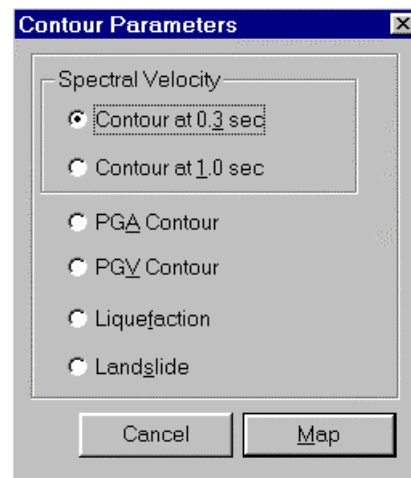 Contour Parameters
Spectral Velocity
Contour at 0.3 sec
Contour at 1.0 sec
PGA Contour
PGV Contour
Liquefaction
Landslide
Cancel Map